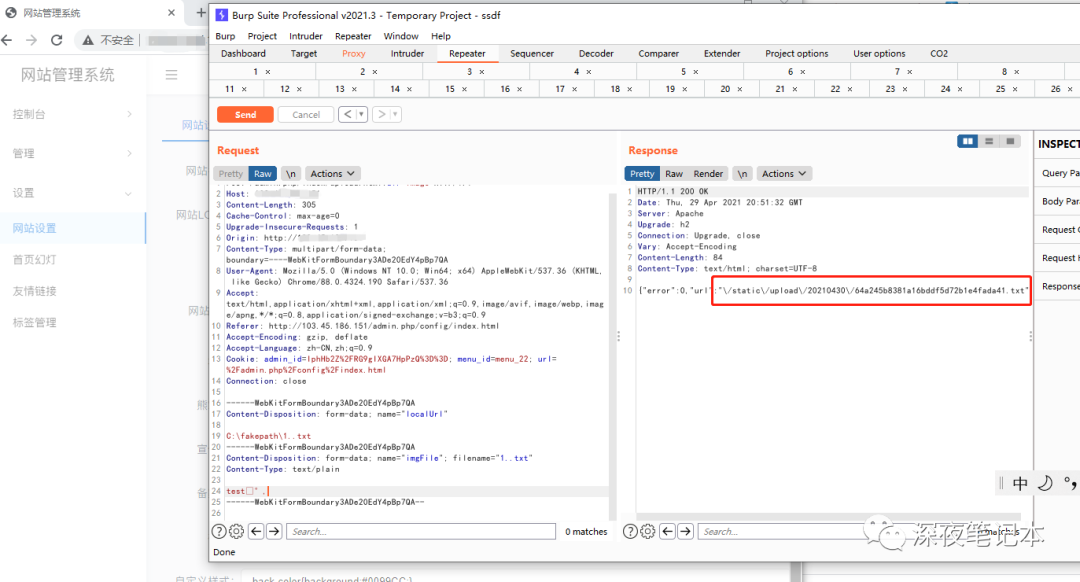 网站管理系统
不安全
网站管理系统
控制台
管理
设置
网站设置
首页幻灯
友情链接
标签管理
Burp Suite Professional v2021.3 - Temporary Project - ssdf
Burp Project Intruder Repeater Window Help
Dashboard Target Proxy Intruder Repeater Sequencer Decoder Comparer Extender Project options User options CO2
1 × 2 × 3 × 4 × 5 × 6 × 7 × 8 ×
11 × 12 × 13 × 14 × 15 × 16 × 17 × 18 × 19 × 20 × 21 × 22 × 23 × 24 × 25 × 26 ×
Send Cancel < >
Request
Pretty Raw \n Actions
2 Host:
3 Content-Length: 305
4 Cache-Control: max-age=0
5 Upgrade-Insecure-Requests: 1
6 Origin: http://
7 Content-Type: multipart/form-data;
boundary=----WebKitFormBoundary3ADe20EdY4pBp7QA
8 User-Agent: Mozilla/5.0 (Windows NT 10.0; Win64; x64) AppleWebKit/537.36 (KHTML,
like Gecko) Chrome/88.0.4324.190 Safari/537.36
9 Accept:
text/html,application/xhtml+xml,application/xml;q=0.9,image/avif,image/webp,imag
e/apng,*/*;q=0.8,application/signed-exchange;v=b3;q=0.9
10 Referer: http://103.45.186.151/admin.php/config/index.html
11 Accept-Encoding: gzip, deflate
12 Accept-Language: zh-CN,zh;q=0.9
13 Cookie: admin_id=lphHb2Z%2FRG9glXGA7HpPzQ%3D%3D; menu_id=menu_22; url=
%2Fadmin.php%2Fconfig%2Findex.html
14 Connection: close
15
16 ------WebKitFormBoundary3ADe20EdY4pBp7QA
17 Content-Disposition: form-data; name="localUrl"
18
19 C:\fakepath\1..txt
20 ------WebKitFormBoundary3ADe20EdY4pBp7QA
21 Content-Disposition: form-data; name="imgFile"; filename="1..txt"
22 Content-Type: text/plain
23
24 test□" .
25 ------WebKitFormBoundary3ADe20EdY4pBp7QA--
26
Search... 0 matches
Done
Response
Pretty Raw Render \n Actions
1 HTTP/1.1 200 OK
2 Date: Thu, 29 Apr 2021 20:51:32 GMT
3 Server: Apache
4 Upgrade: h2
5 Connection: Upgrade, close
6 Vary: Accept-Encoding
7 Content-Length: 84
8 Content-Type: text/html; charset=UTF-8
9
10 {"error":0,"url":"\/static\/upload\/20210430\/64a245b8381a16bddf5d72b1e4fada41.txt"
Search... matches
INSPECT
Query Pa
Body Par
Request C
Request H
Respons
中 °,
深夜笔记本
自定义样式： .back-color{background:#0099CC;}